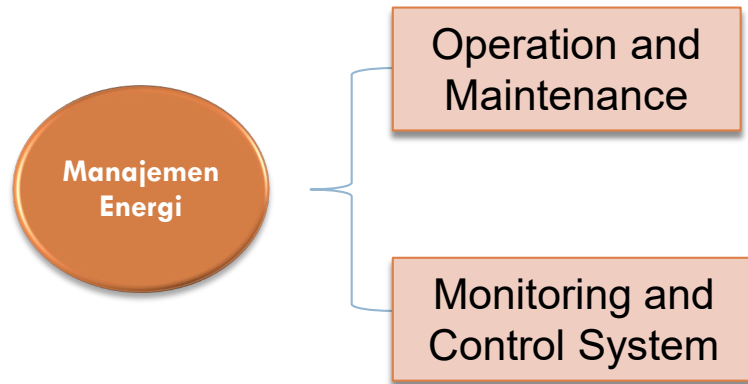 Manajemen
Energi
Operation and
Maintenance
Monitoring and
Control System